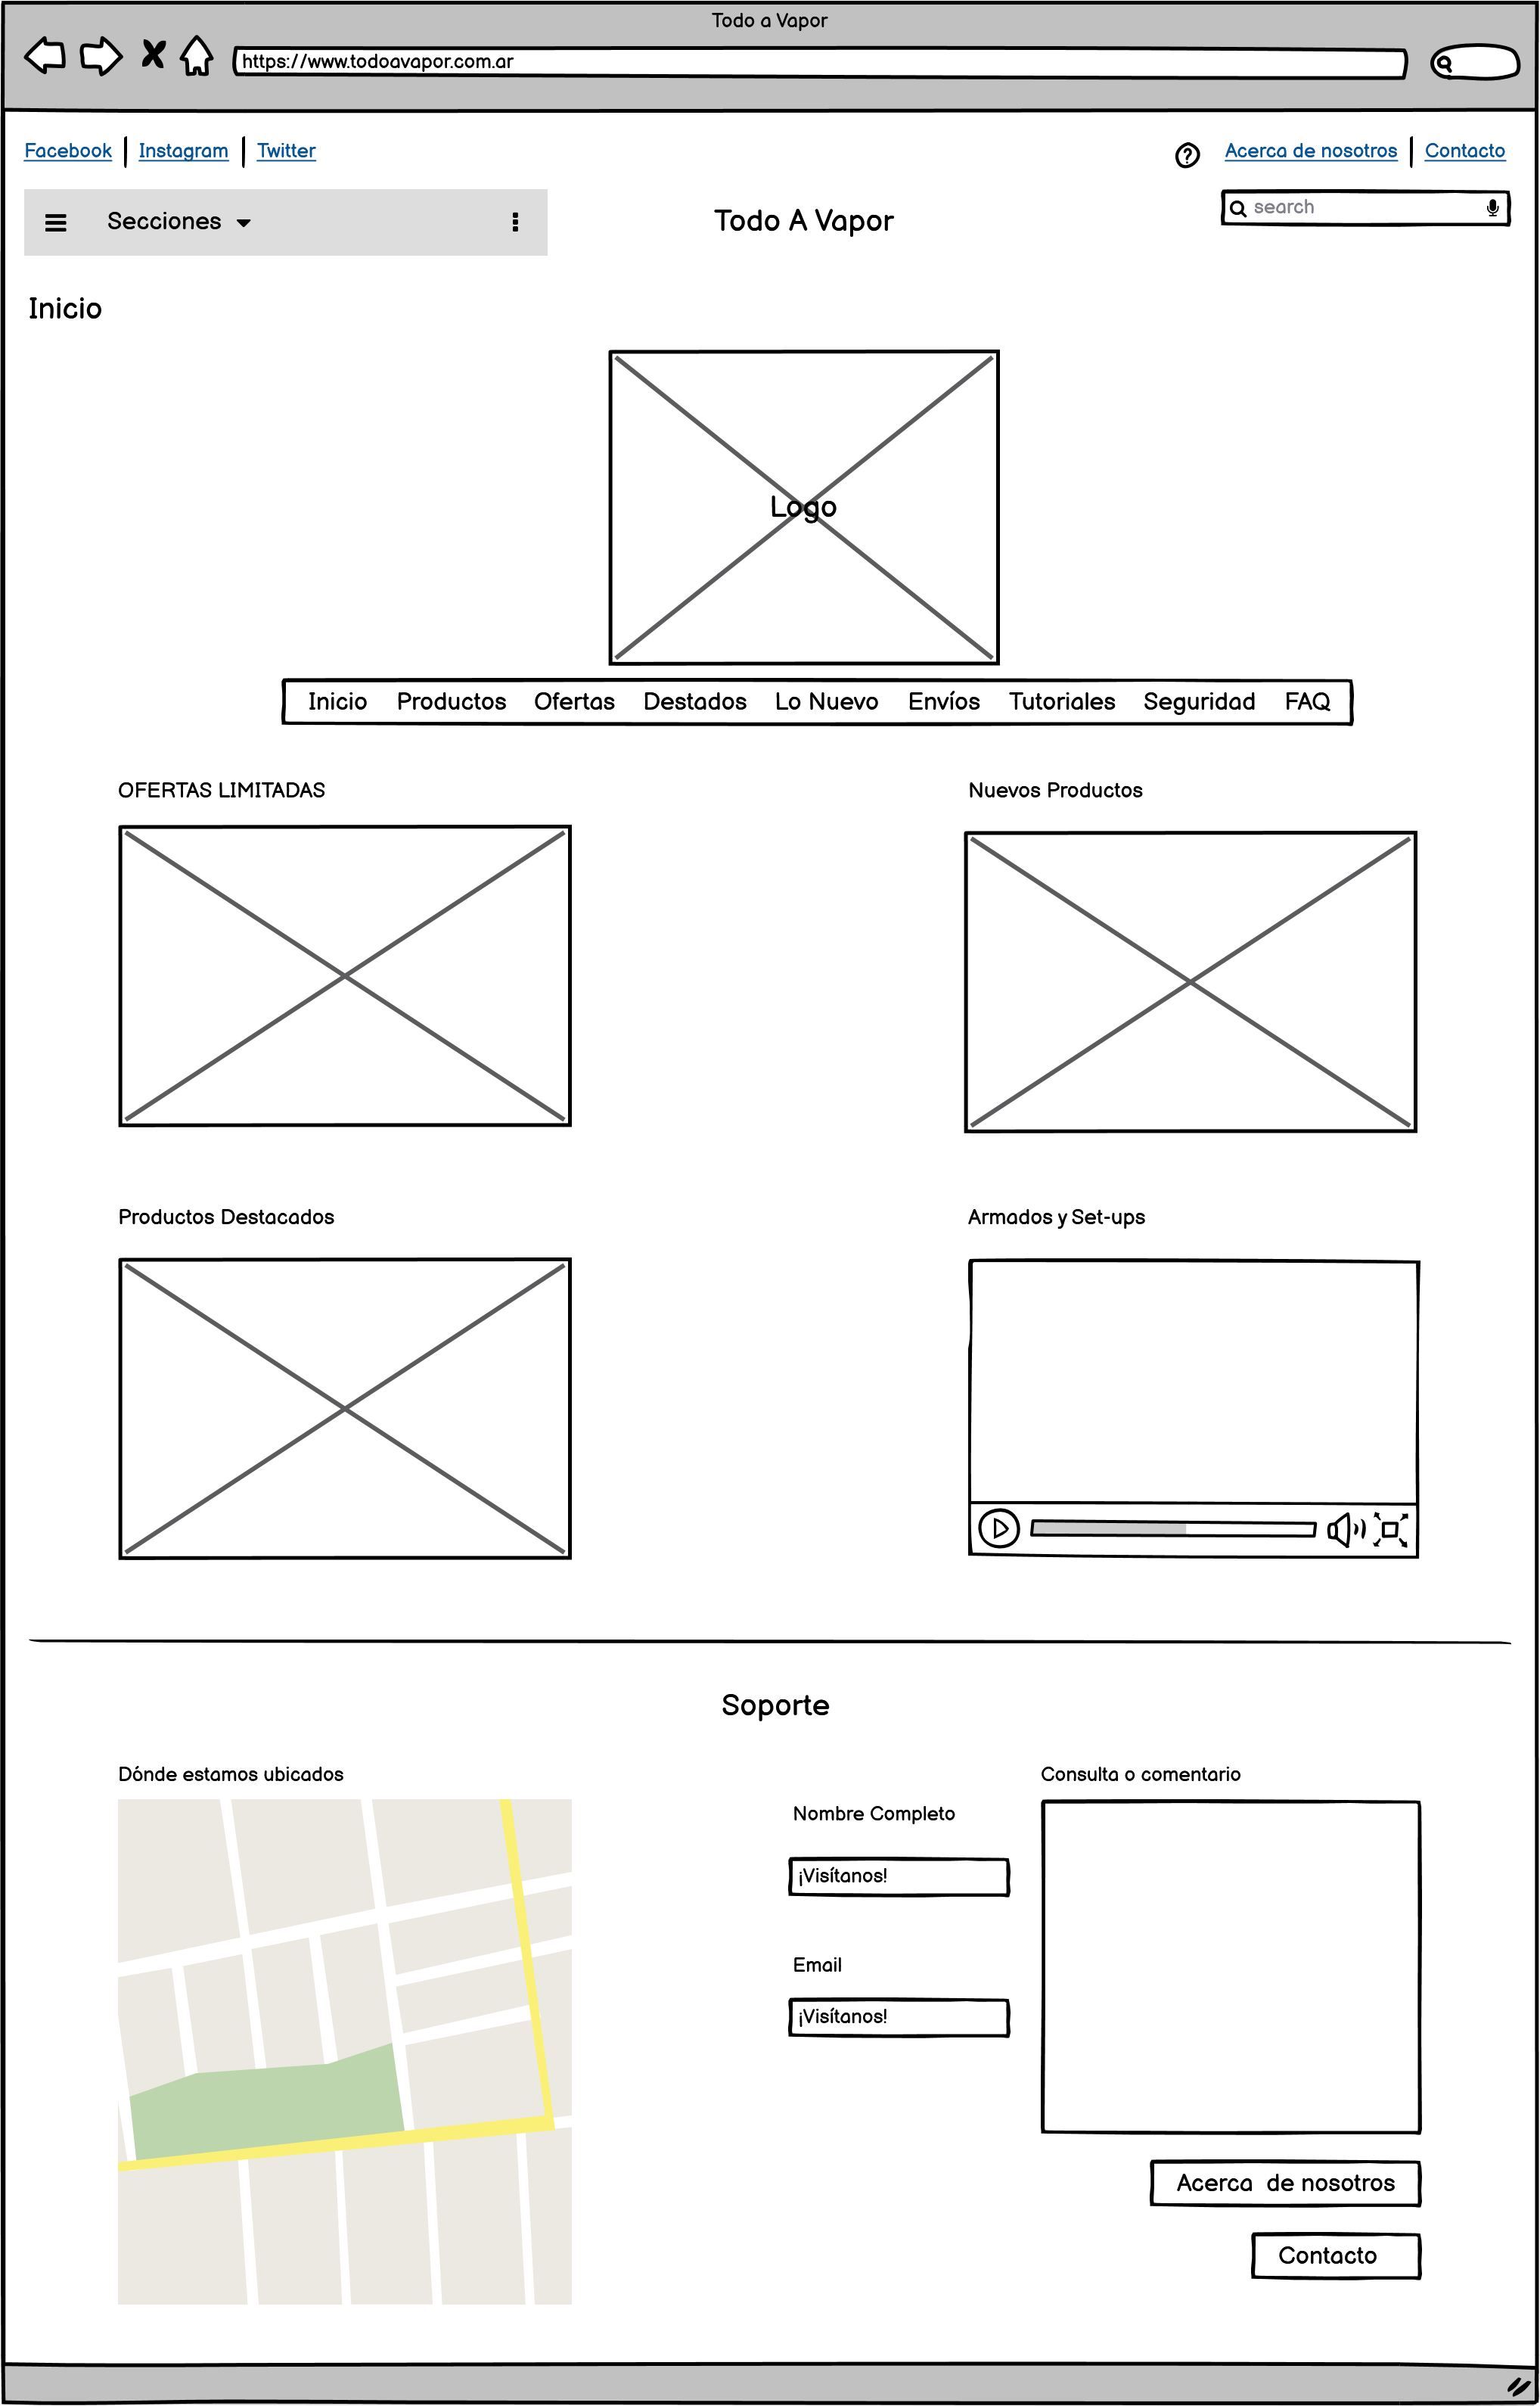 Todo a Vapor
https://www.todoavapor.com.ar
Facebook Instagram Twitter
Acerca de nosotros Contacto
Secciones
Todo A Vapor
search
Inicio
Logo
Inicio Productos Ofertas Destados Lo Nuevo Envíos Tutoriales Seguridad FAQ
OFERTAS LIMITADAS
Nuevos Productos
Productos Destacados
Armados y Set-ups
Soporte
Dónde estamos ubicados
Consulta o comentario
Nombre Completo
¡Visítanos!
Email
¡Visítanos!
Acerca de nosotros
Contacto